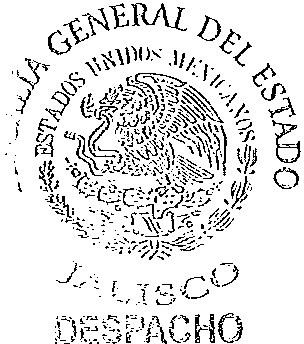 GENERAL DEL ESTADO
ESTADOS UNIDOS MEXICANOS
JALISCO
DESPACHO